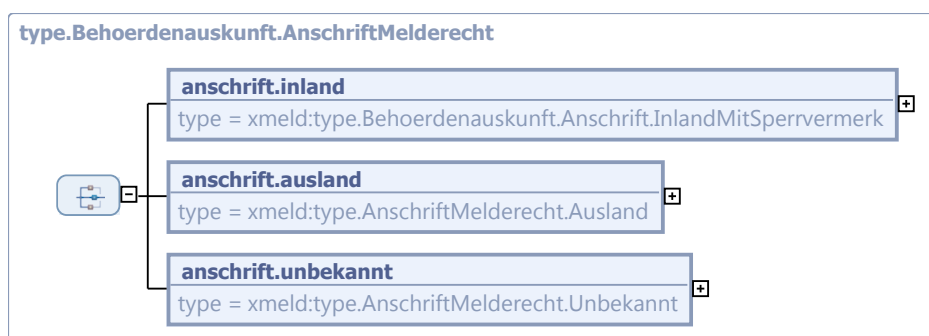 type.Behoerdenauskunft.AnschriftMelderecht
anschrift.inland
type = xmeld:type.Behoerdenauskunft.Anschrift.InlandMitSperrvermerk
anschrift.ausland
type = xmeld:type.AnschriftMelderecht.Ausland
anschrift.unbekannt
type = xmeld:type.AnschriftMelderecht.Unbekannt